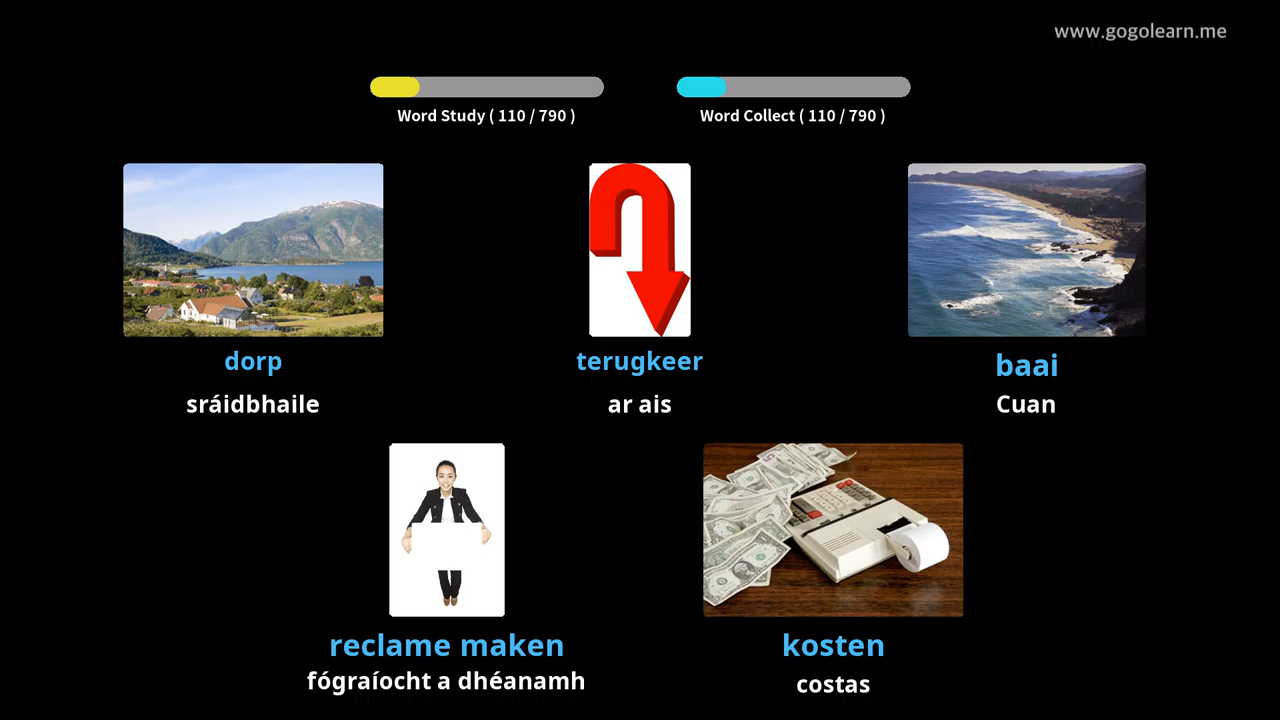 www.gogolearn.me
Word Study ( 110 / 790 )
Word Collect ( 110 / 790 )
dorp
sráidbhaile
terugkeer
ar ais
baai
Cuan
reclame maken
fógraíocht a dhéanamh
kosten
costas